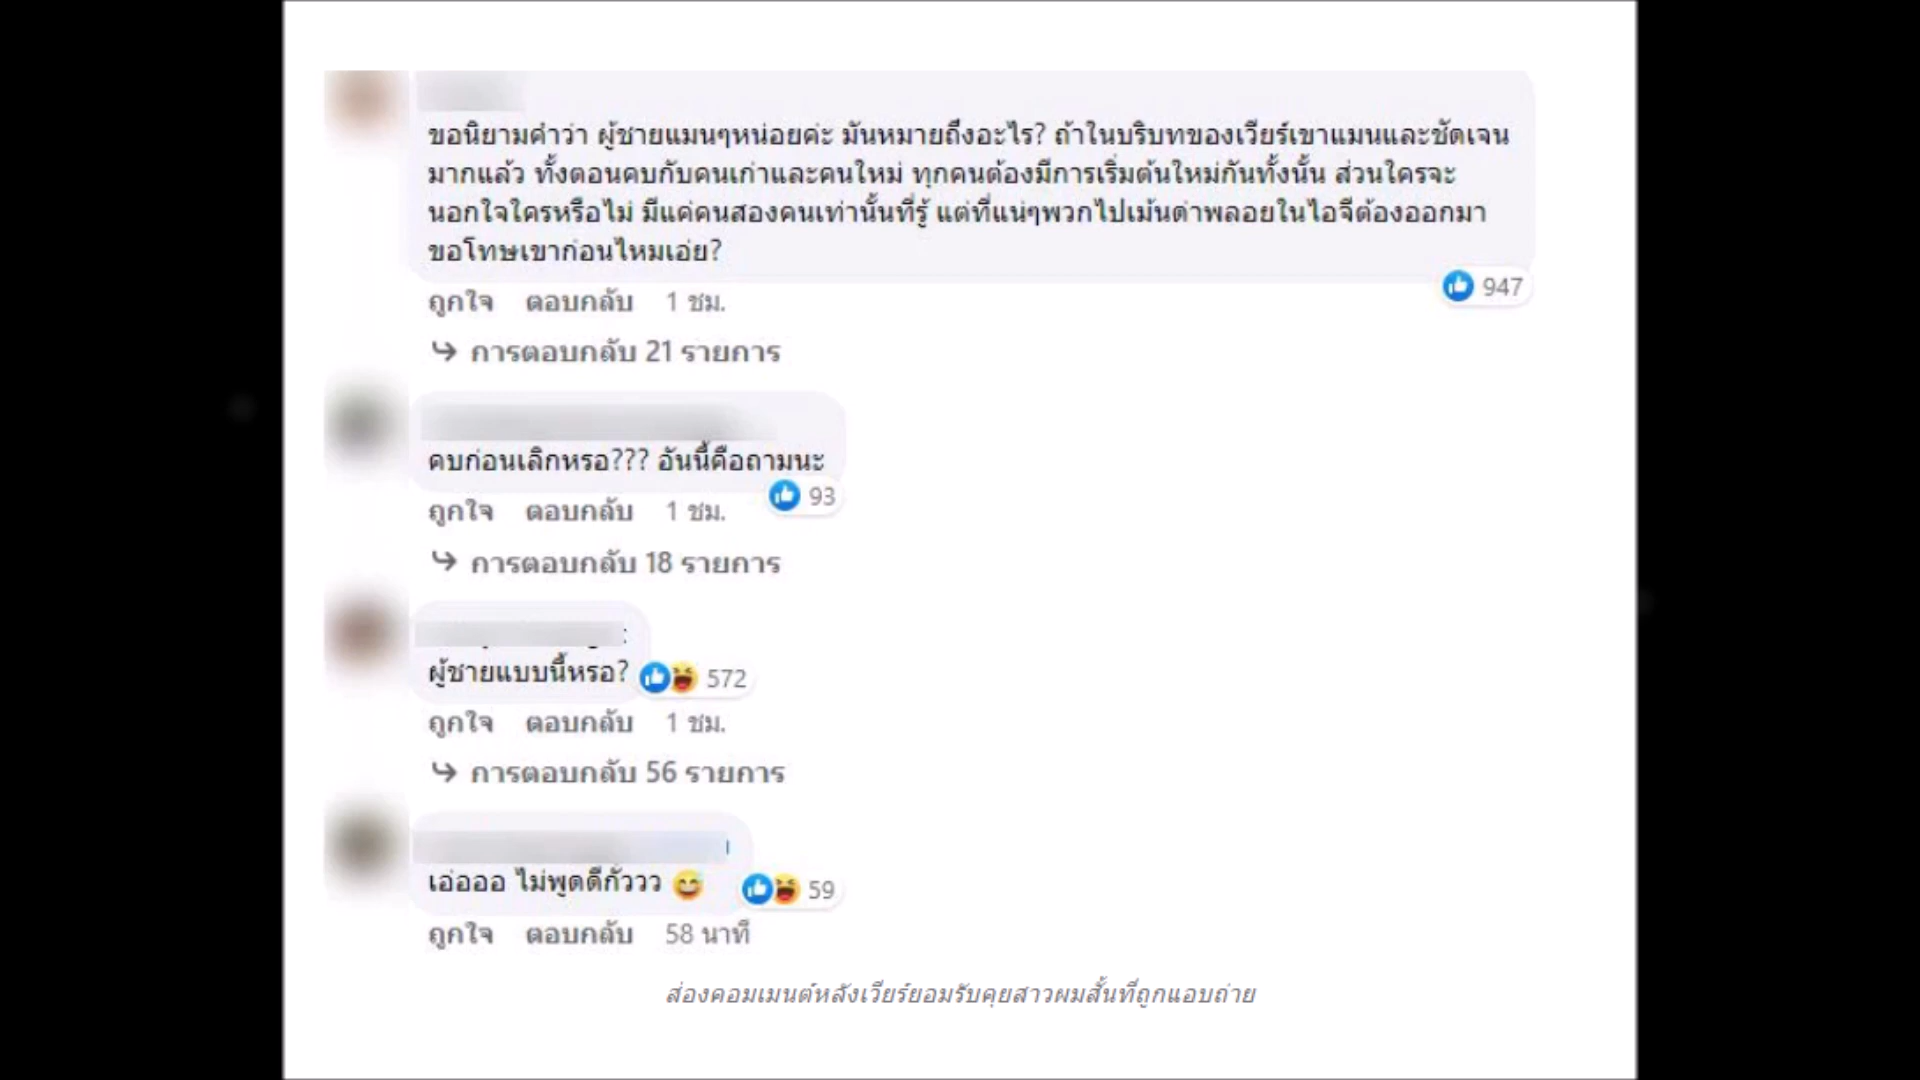 ขอนิยามคำว่า ผู้ชายแมนๆหน่อยค่ะ มันหมายถึงอะไร? ถ้าในบริบทของเวียร์เขาแมนและชัดเจน
มากแล้ว ทั้งตอนคบกับคนเก่าและคนใหม่ ทุกคนต้องมีการเริ่มต้นใหม่กันทั้งนั้น ส่วนใครจะ
นอกใจใครหรือไม่ มีแค่คนสองคนเท่านั้นที่รู้ แต่ที่แน่ๆพวกไปเม้นด่าพลอยในไอจีต้องออกมา
ขอโทษเขาก่อนไหมเอ่ย?
947
ถูกใจ ตอบกลับ 1 ชม.
การตอบกลับ 21 รายการ
คบก่อนเลิกหรอ??? อันนี้คือถามนะ
93
ถูกใจ ตอบกลับ 1 ชม.
การตอบกลับ 18 รายการ
ผู้ชายแบบนี้หรอ? 572
ถูกใจ ตอบกลับ 1 ชม.
การตอบกลับ 56 รายการ
เอ่อออ ไม่พูดดีกั่ววว 😅 59
ถูกใจ ตอบกลับ 58 นาที
ส่องคอมเมนต์หลังเวียร์ยอมรับคุยสาวผมสั้นที่ถูกแอบถ่าย